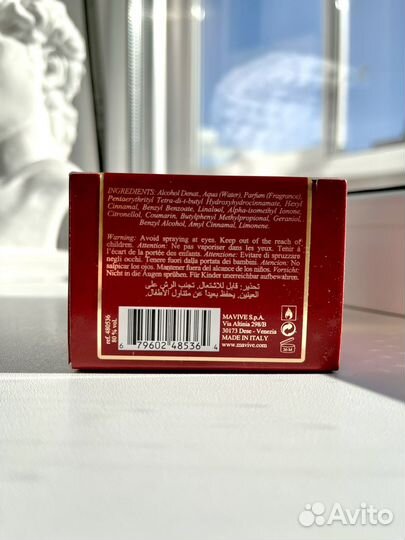 INGREDIENTS: Alcohol Denat., Aqua (Water), Parfum (Fragrance),
Pentaerythrityl Tetra-di-t-butyl Hydroxyhydrocinnamate, Hexyl
Cinnamal, Benzyl Benzoate, Linalool, Alpha-isomethyl Ionone,
Citronellol, Coumarin, Butylphenyl Methylpropional, Geraniol,
Benzyl Alcohol, Amyl Cinnamal, Limonene.
Warning: Avoid spraying at eyes. Keep out of the reach of
children. Attention: Ne pas vaporiser dans les yeux. Tenir à
l'écart de la portée des enfants. Attenzione: Evitare di spruzzare
negli occhi. Tenere fuori dalla portata dei bambini. Atención: No
salpicar los ojos. Mantener fuera del alcance de los niños. Vorsicht:
Nicht in die Augen sprühen. Für Kinder unerreichbar aufbewahren.
تحذير: قابل للاشتعال. تجنب الرش على
العينين. يحفظ بعيداً عن متناول الأطفال.
ref. 480536
80 % vol.
6 79602 48536 4
MAVIVE S.p.A.
Via Altinia 298/B
30173 Dese - Venezia
MADE IN ITALY
www.mavive.com
36 M
Avito